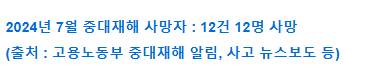 2024년 7월 중대재해 사망자 : 12건 12명 사망
(출처 : 고용노동부 중대재해 알림, 사고 뉴스보도 등)